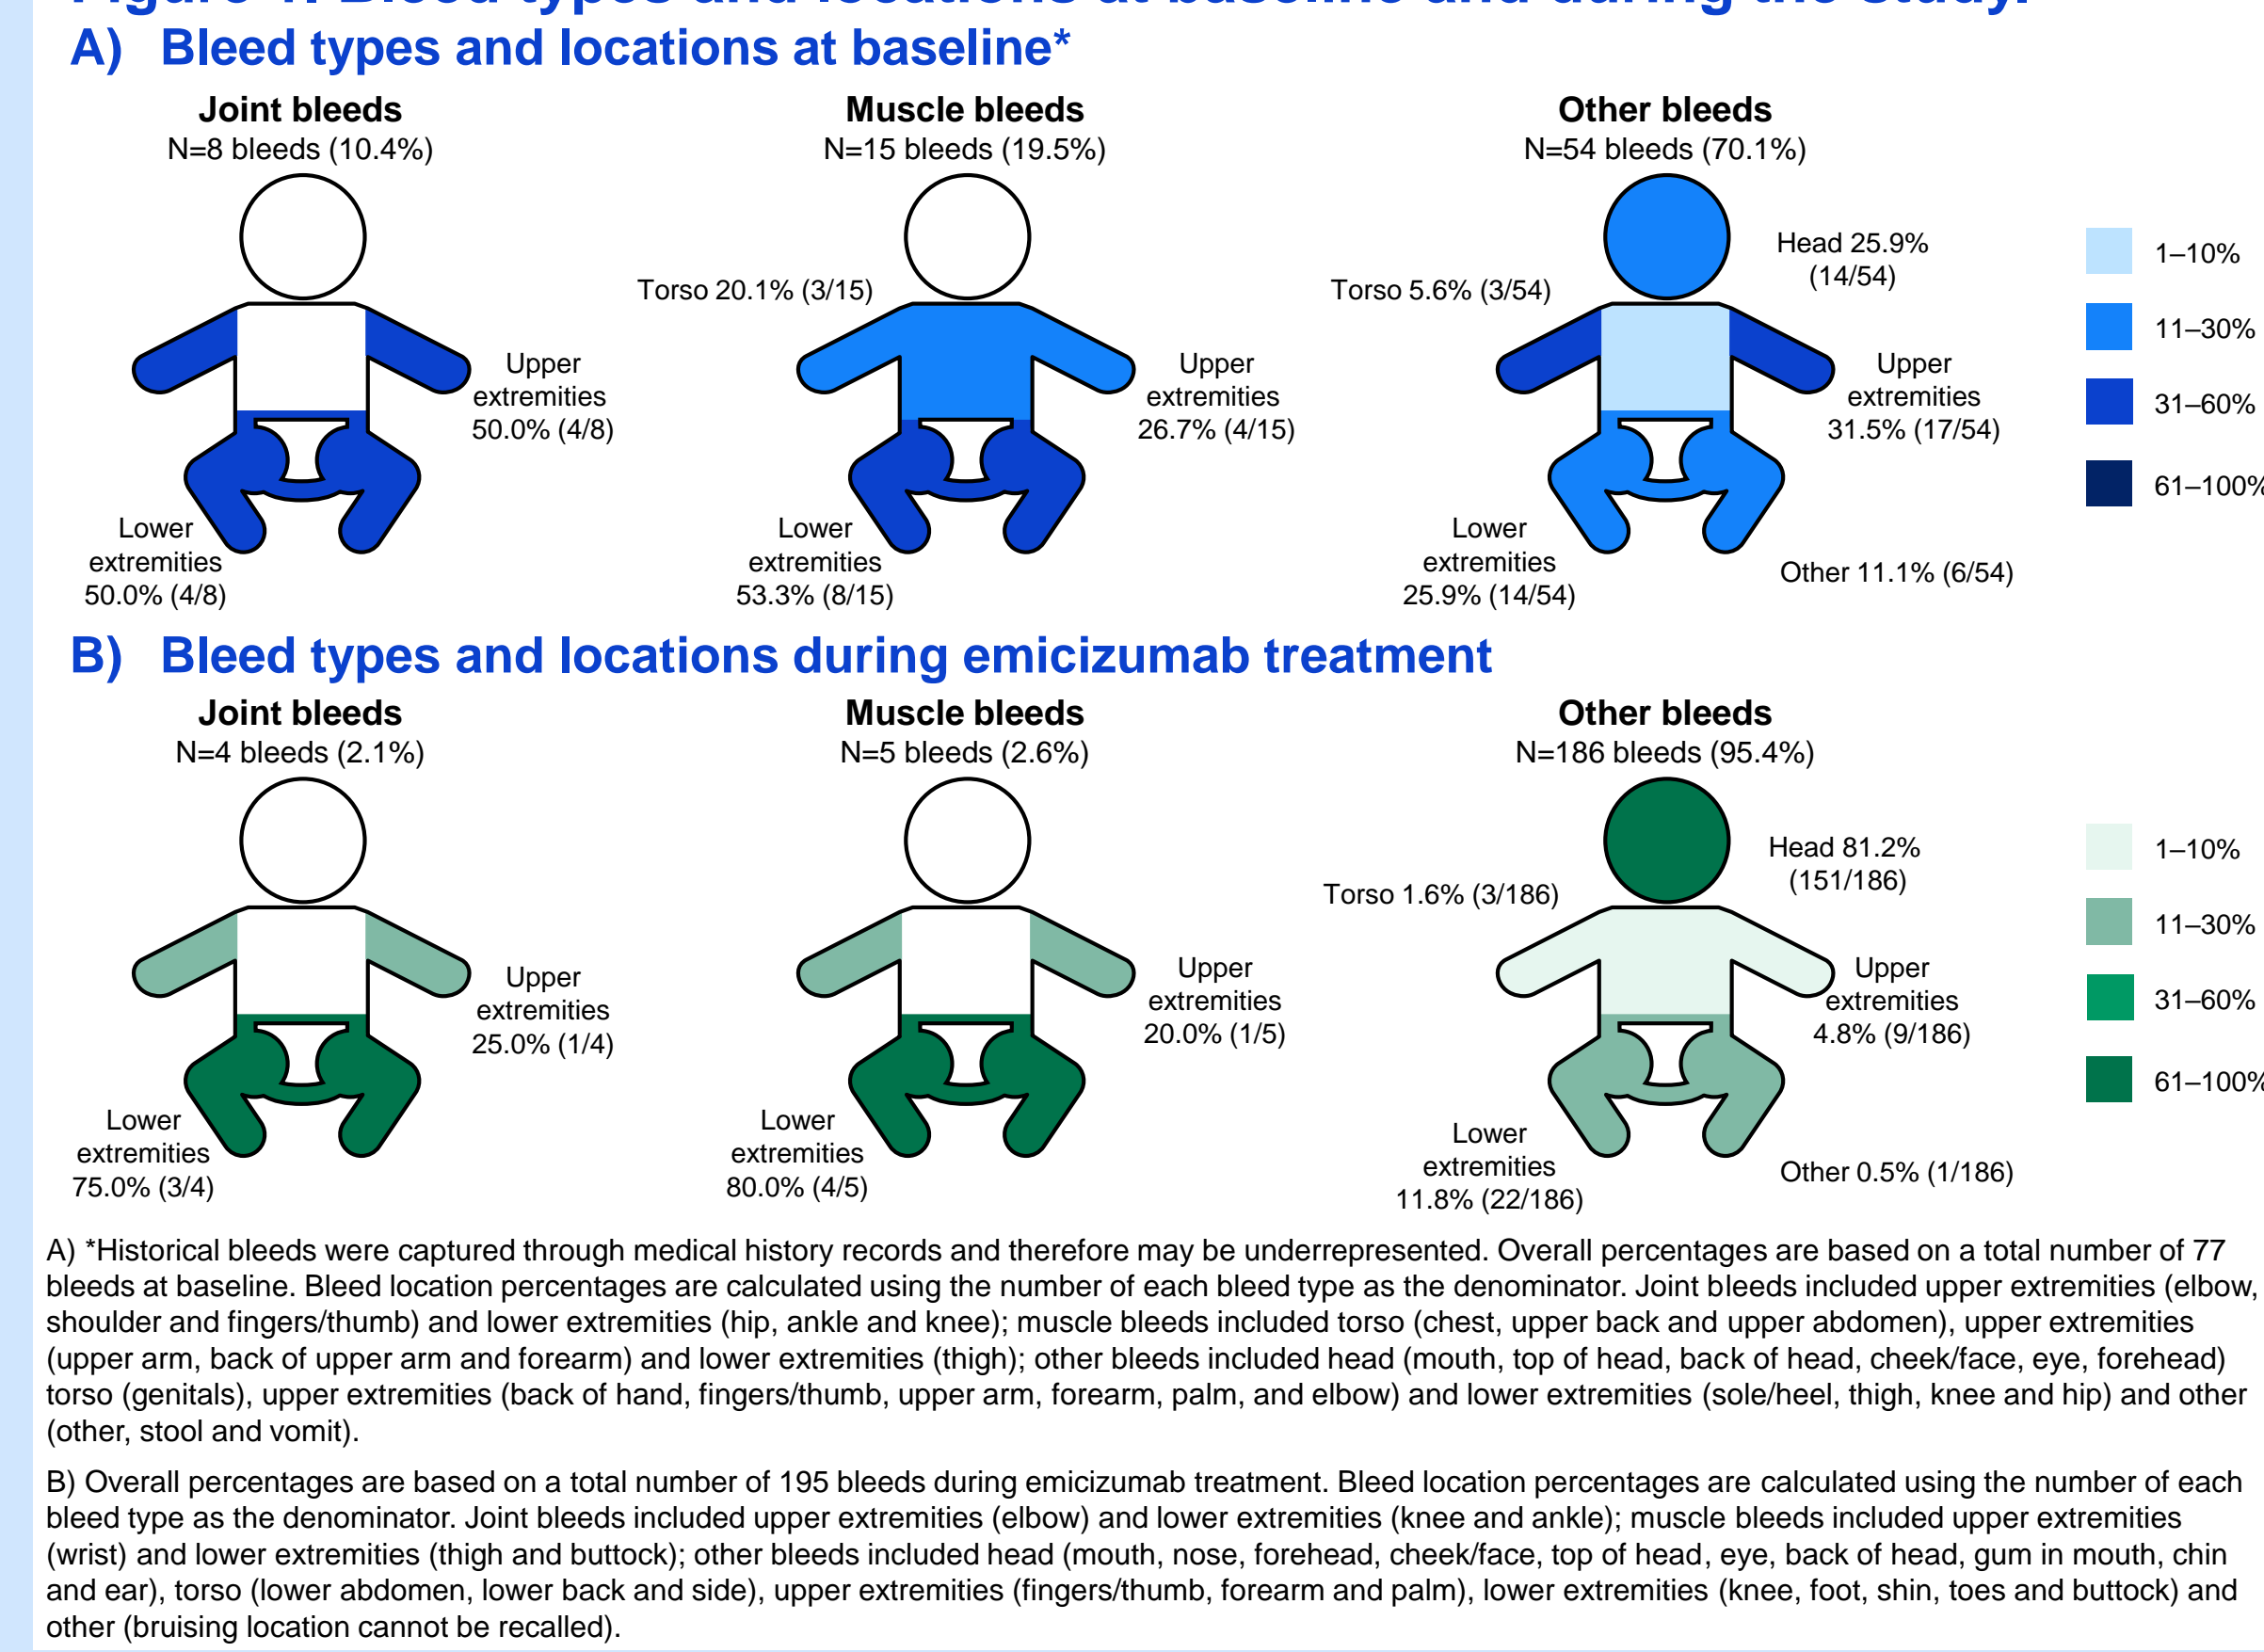 Figure 1. Bleed types and locations at baseline and during the study.
A) Bleed types and locations at baseline*
Joint bleeds
N=8 bleeds (10.4%)
Upper
extremities
50.0% (4/8)
Lower
extremities
50.0% (4/8)
Muscle bleeds
N=15 bleeds (19.5%)
Torso 20.1% (3/15)
Upper
extremities
26.7% (4/15)
Lower
extremities
53.3% (8/15)
Other bleeds
N=54 bleeds (70.1%)
Head 25.9%
(14/54)
Torso 5.6% (3/54)
Upper
extremities
31.5% (17/54)
Lower
extremities
25.9% (14/54)
Other 11.1% (6/54)
1–10%
11–30%
31–60%
61–100%
B) Bleed types and locations during emicizumab treatment
Joint bleeds
N=4 bleeds (2.1%)
Upper
extremities
25.0% (1/4)
Lower
extremities
75.0% (3/4)
Muscle bleeds
N=5 bleeds (2.6%)
Upper
extremities
20.0% (1/5)
Lower
extremities
80.0% (4/5)
Other bleeds
N=186 bleeds (95.4%)
Head 81.2%
(151/186)
Torso 1.6% (3/186)
Upper
extremities
4.8% (9/186)
Lower
extremities
11.8% (22/186)
Other 0.5% (1/186)
1–10%
11–30%
31–60%
61–100%
A) *Historical bleeds were captured through medical history records and therefore may be underrepresented. Overall percentages are based on a total number of 77
bleeds at baseline. Bleed location percentages are calculated using the number of each bleed type as the denominator. Joint bleeds included upper extremities (elbow,
shoulder and fingers/thumb) and lower extremities (hip, ankle and knee); muscle bleeds included torso (chest, upper back and upper abdomen), upper extremities
(upper arm, back of upper arm and forearm) and lower extremities (thigh); other bleeds included head (mouth, top of head, back of head, cheek/face, eye, forehead)
torso (genitals), upper extremities (back of hand, fingers/thumb, upper arm, forearm, palm, and elbow) and lower extremities (sole/heel, thigh, knee and hip) and other
(other, stool and vomit).
B) Overall percentages are based on a total number of 195 bleeds during emicizumab treatment. Bleed location percentages are calculated using the number of each
bleed type as the denominator. Joint bleeds included upper extremities (elbow) and lower extremities (knee and ankle); muscle bleeds included upper extremities
(wrist) and lower extremities (thigh and buttock); other bleeds included head (mouth, nose, forehead, cheek/face, top of head, eye, back of head, gum in mouth, chin
and ear), torso (lower abdomen, lower back and side), upper extremities (fingers/thumb, forearm and palm), lower extremities (knee, foot, shin, toes and buttock) and
other (bruising location cannot be recalled).